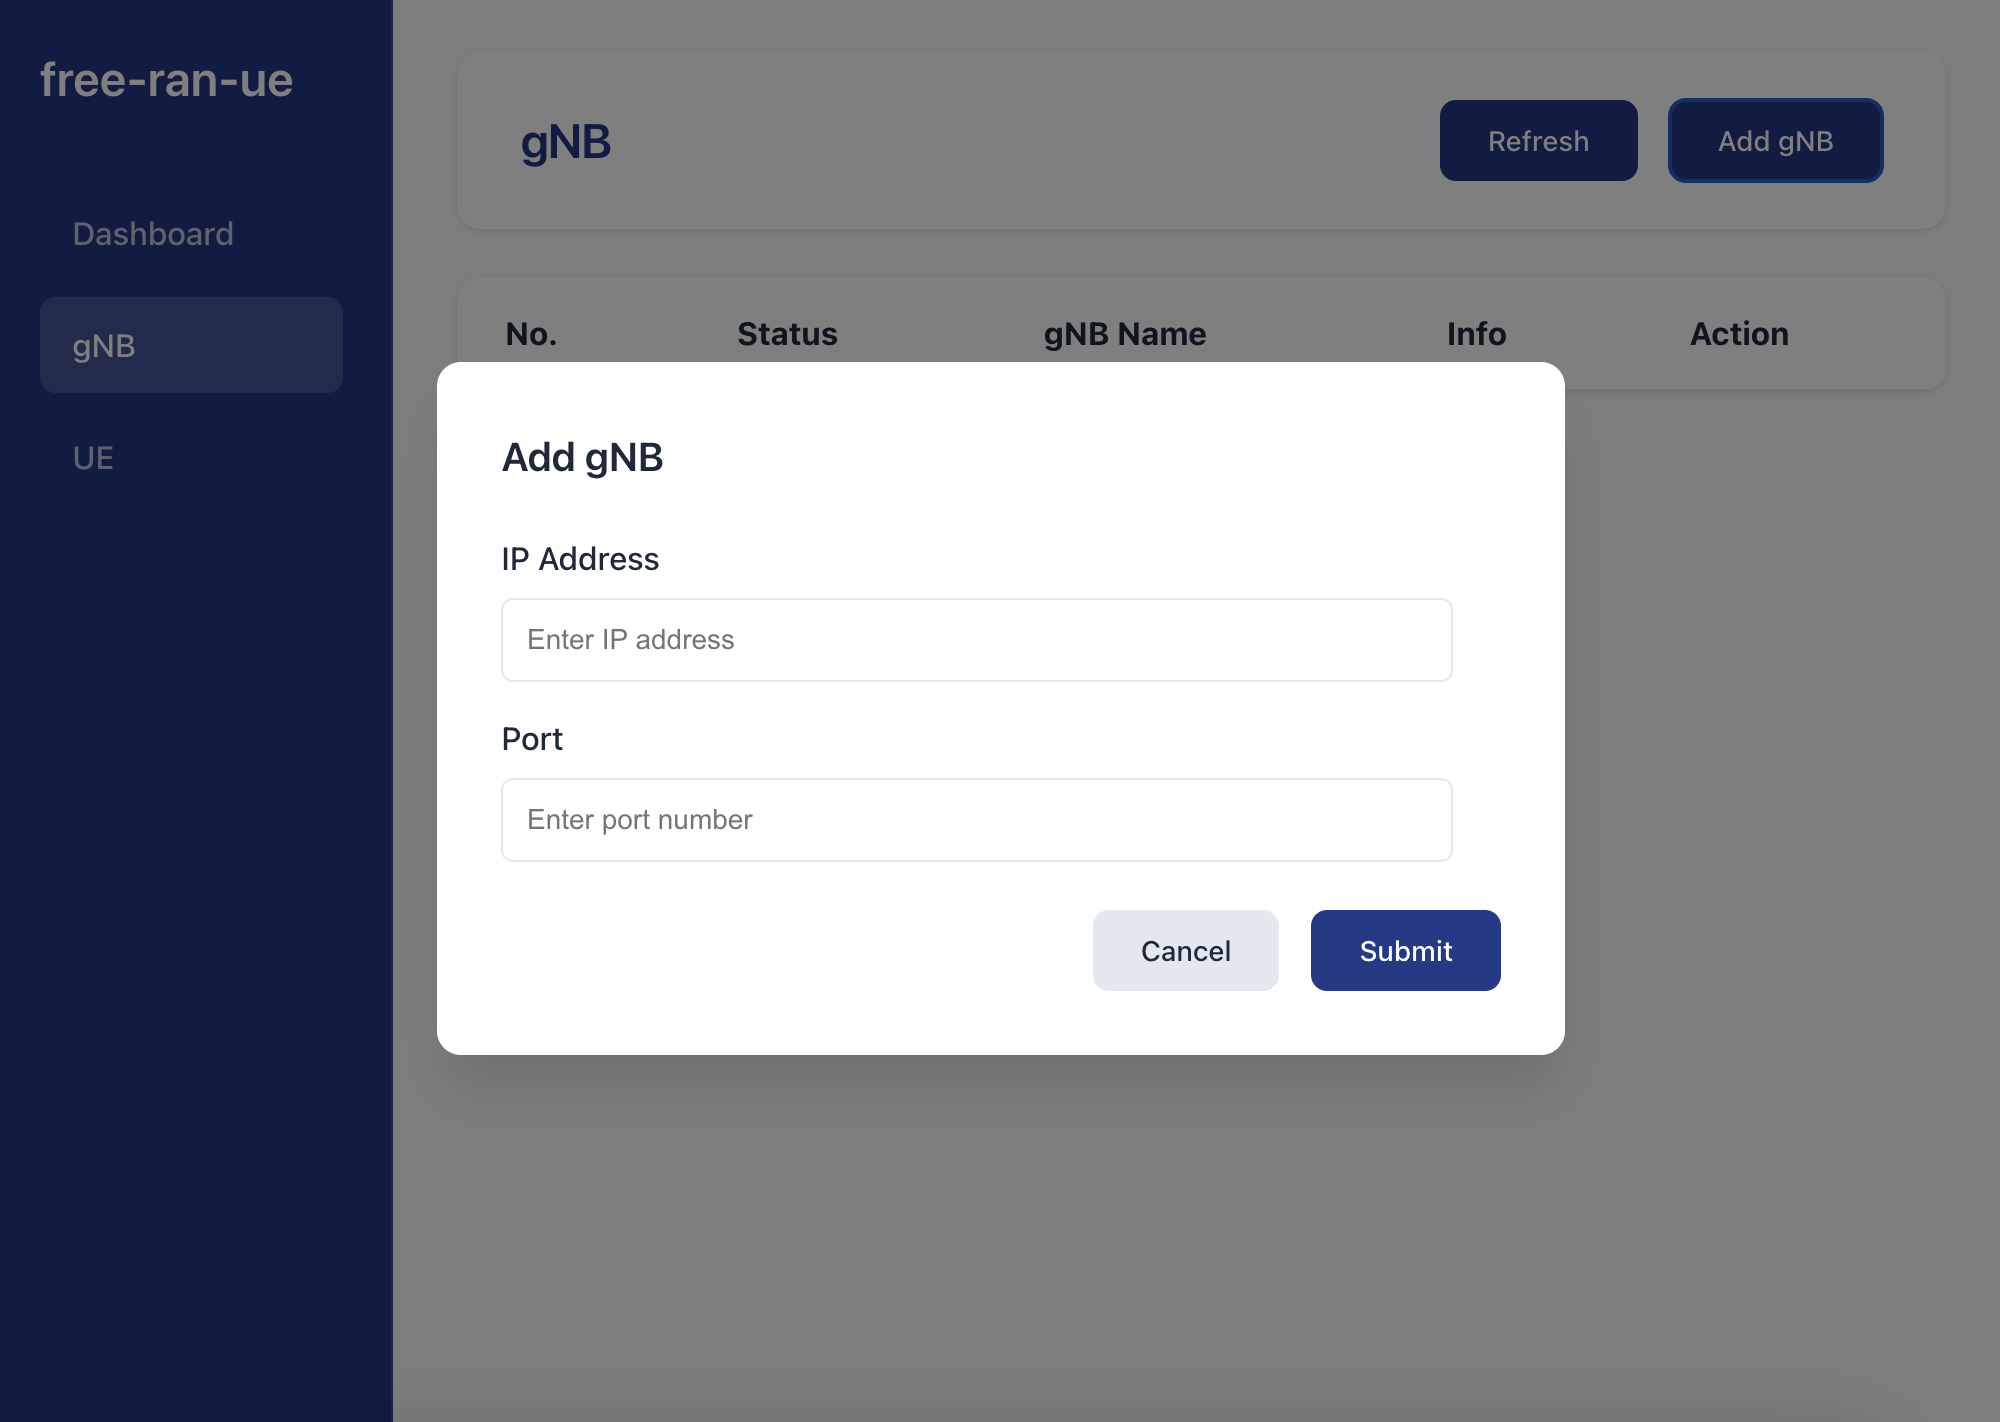 free-ran-ue
Dashboard
gNB
UE
gNB
Refresh
Add gNB
No. Status gNB Name Info Action
Add gNB
IP Address
Enter IP address
Port
Enter port number
Cancel
Submit